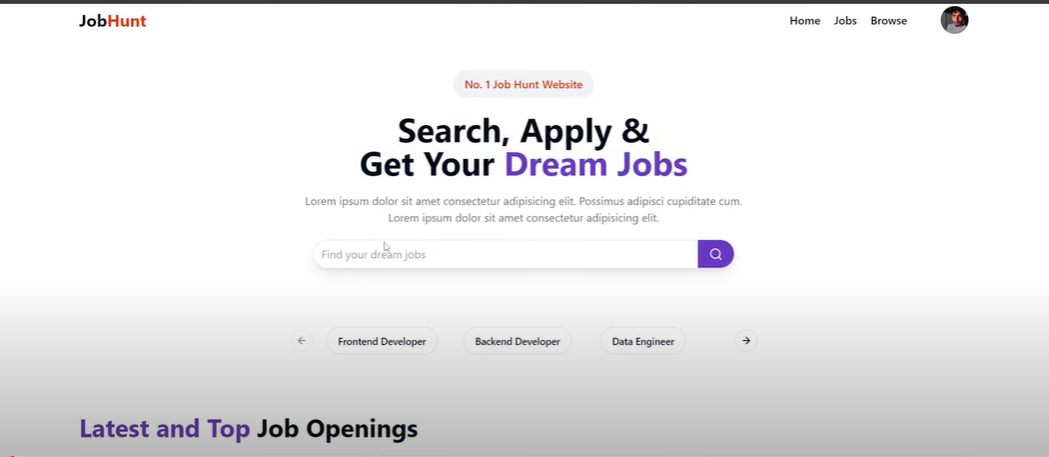 JobHunt
Home Jobs Browse
No. 1 Job Hunt Website
Search, Apply &
Get Your Dream Jobs
Lorem ipsum dolor sit amet consectetur adipisicing elit. Possimus adipisci cupiditate cum.
Lorem ipsum dolor sit amet consectetur adipisicing elit.
Find your dream jobs
Frontend Developer Backend Developer Data Engineer
Latest and Top Job Openings